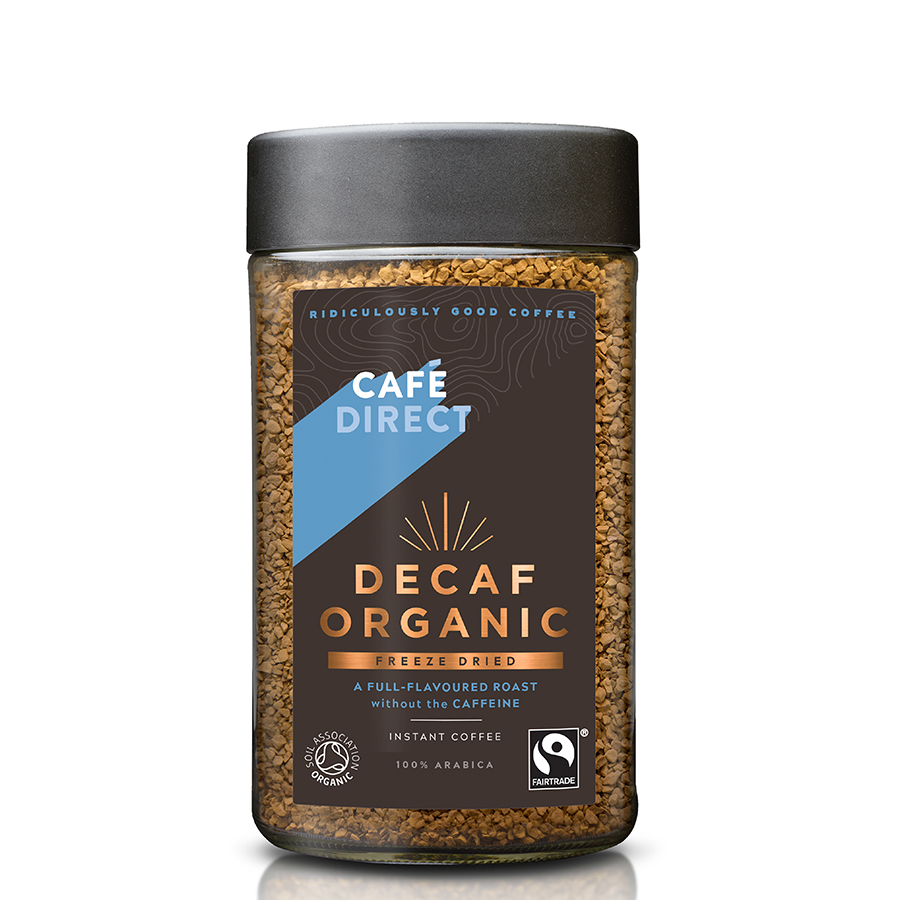 RIDICULOUSLY GOOD COFFEE
CAFÉ
DIRECT
DECAF
ORGANIC
FREEZE DRIED
A FULL-FLAVOURED ROAST
without the CAFFEINE
INSTANT COFFEE
100% ARABICA
SOIL ASSOCIATION
ORGANIC
®
FAIRTRADE